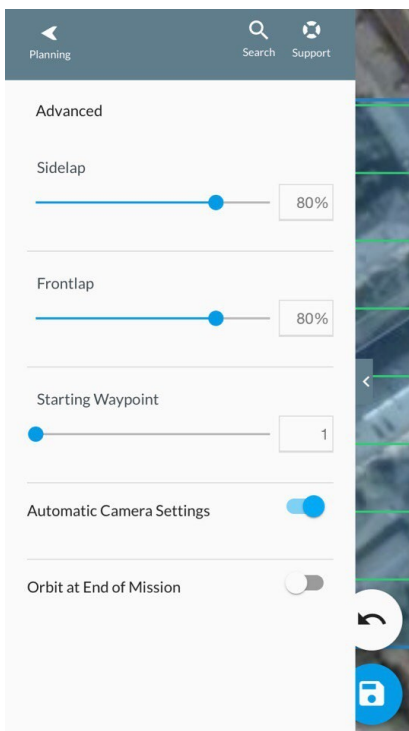 Planning
Search
Support
Advanced
Sidelap
80%
Frontlap
80%
Starting Waypoint
1
Automatic Camera Settings
Orbit at End of Mission